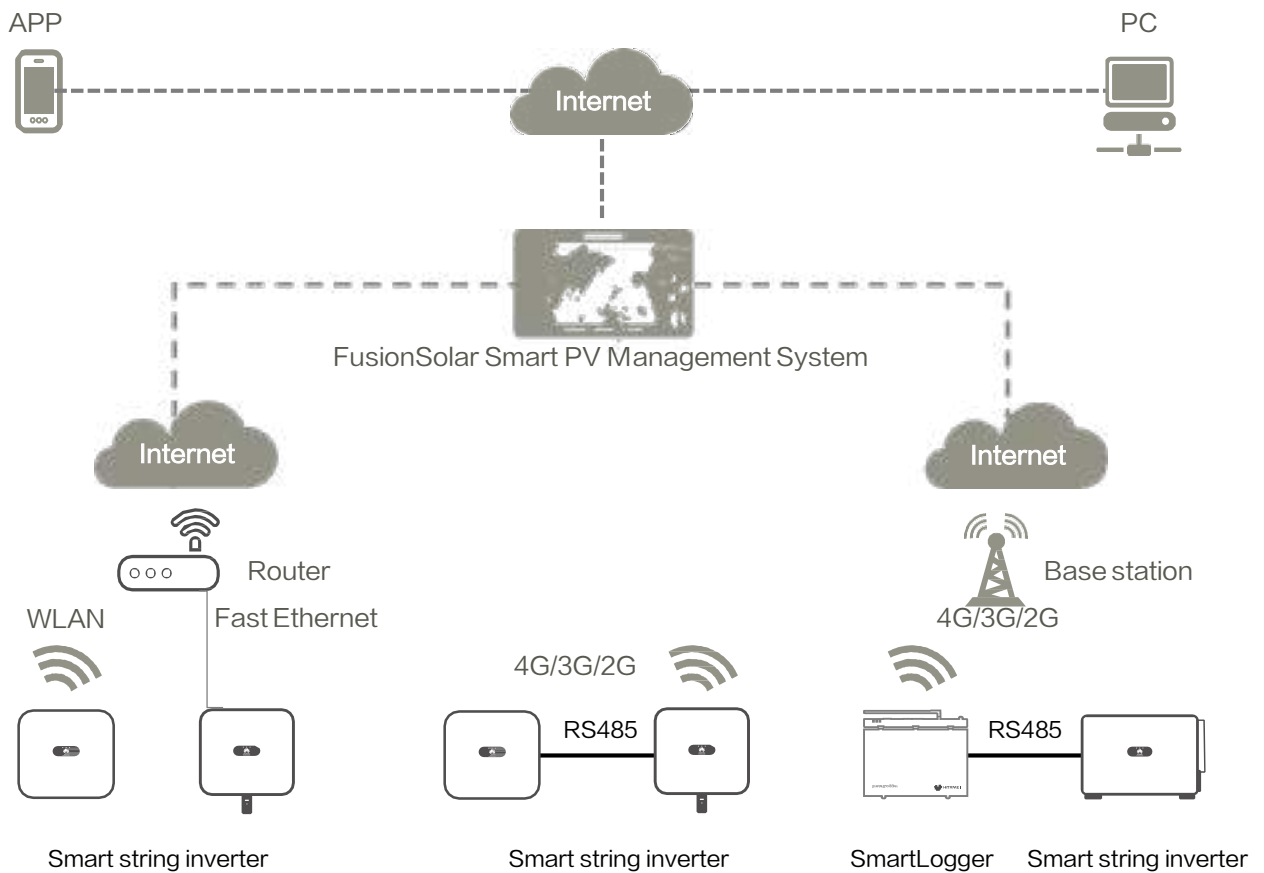 APP
PC
Internet
FusionSolar Smart PV Management System
Internet
Internet
Router
Base station
WLAN
Fast Ethernet
4G/3G/2G
4G/3G/2G
RS485
RS485
Smart string inverter
Smart string inverter
SmartLogger
Smart string inverter